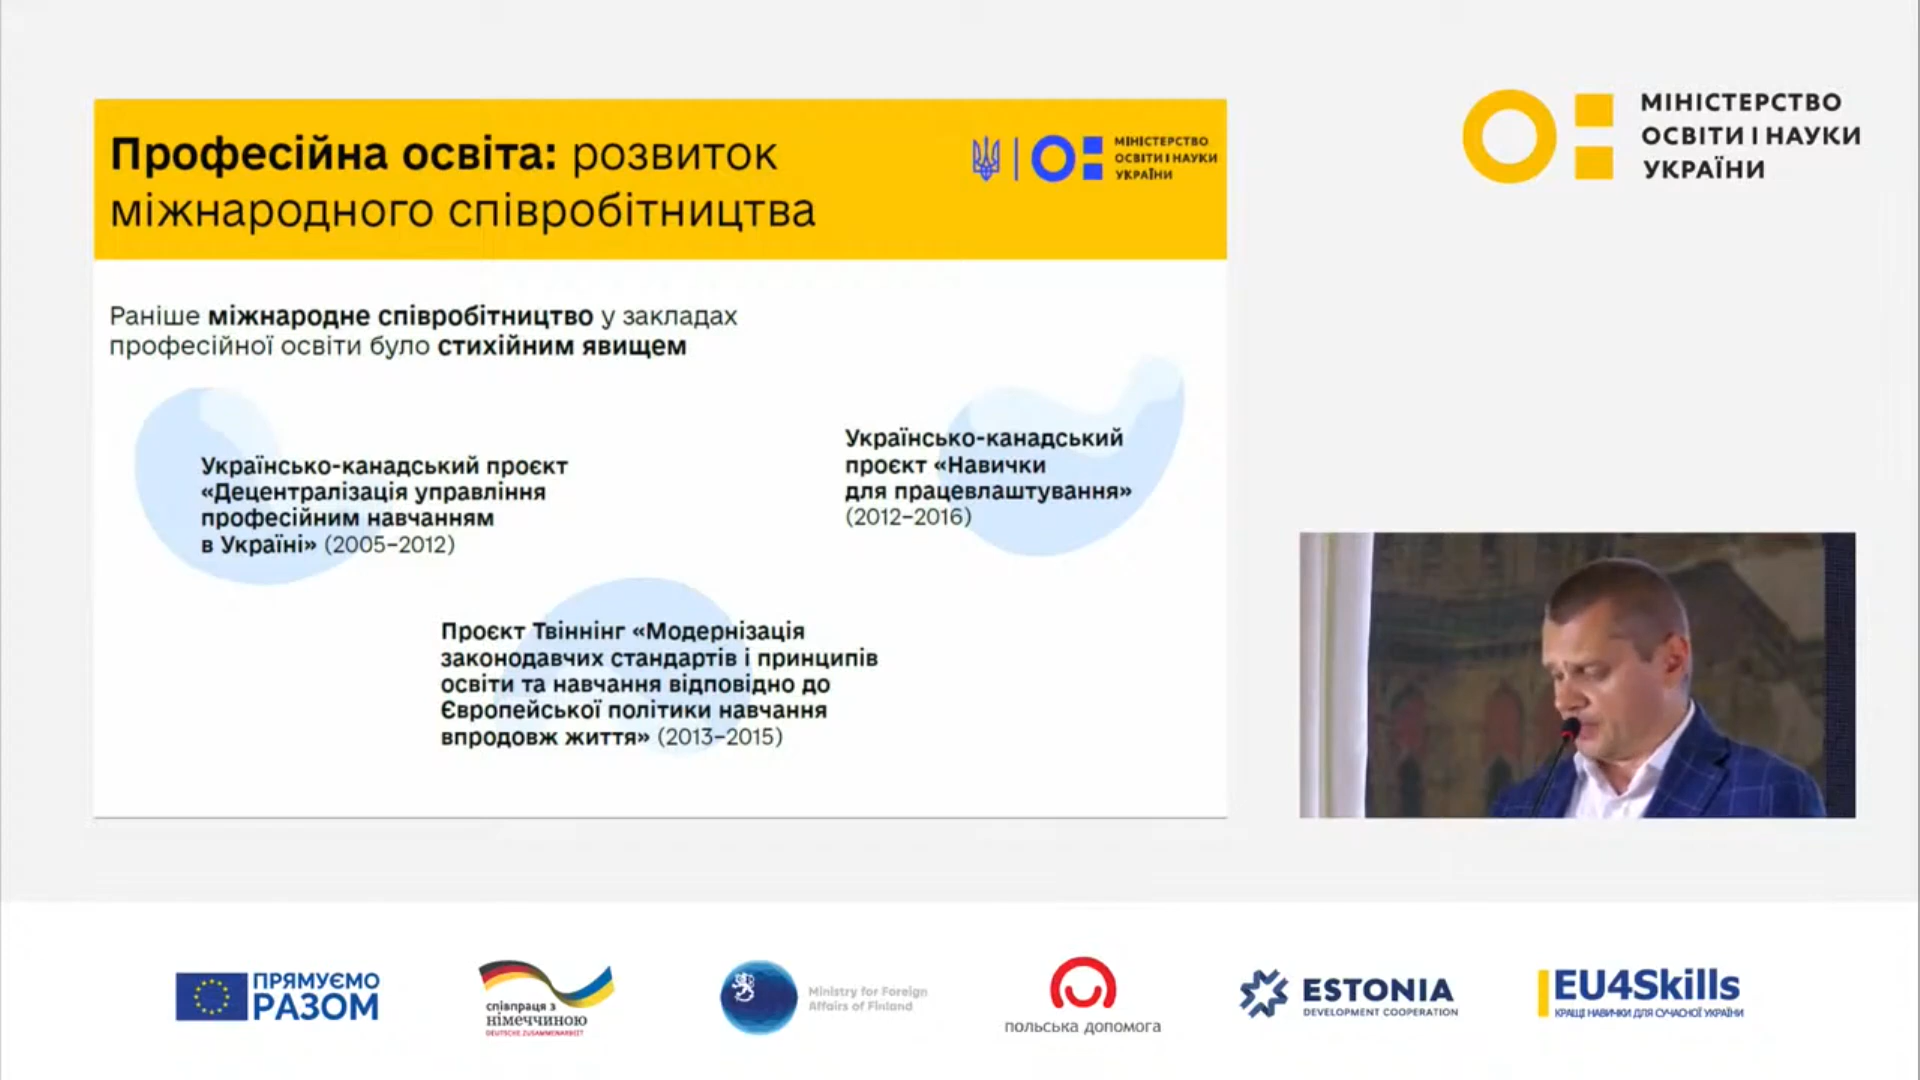 Професійна освіта: розвиток
міжнародного співробітництва
МІНІСТЕРСТВО
ОСВІТИ І НАУКИ
УКРАЇНИ
МІНІСТЕРСТВО
ОСВІТИ І НАУКИ
УКРАЇНИ
Раніше міжнародне співробітництво у закладах
професійної освіти було стихійним явищем
Українсько-канадський проєкт
«Децентралізація управління
професійним навчанням
в Україні» (2005–2012)
Українсько-канадський
проєкт «Навички
для працевлаштування»
(2012–2016)
Проєкт Твіннінг «Модернізація
законодавчих стандартів і принципів
освіти та навчання відповідно до
Європейської політики навчання
впродовж життя» (2013–2015)
ПРЯМУЄМО
РАЗОМ
співпраця з
німеччиною
DEUTSCHE ZUSAMMENARBEIT
Ministry for Foreign
Affairs of Finland
польська допомога
ESTONIA
DEVELOPMENT COOPERATION
EU4Skills
КРАЩІ НАВИЧКИ ДЛЯ СУЧАСНОЇ УКРАЇНИ